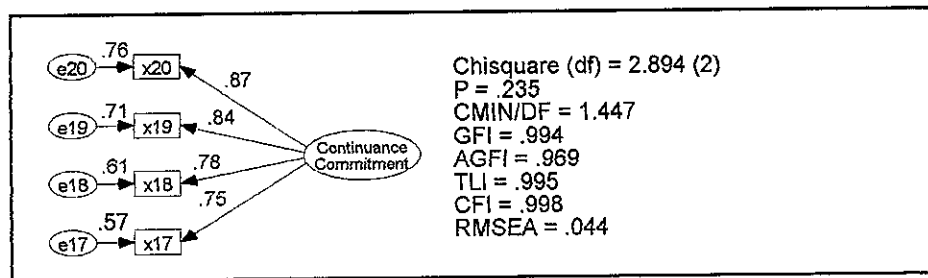 .76
e20
x20
.87
.71
e19
x19
.84
Continuance
Commitment
.61
e18
x18
.78
.75
.57
e17
x17
Chisquare (df) = 2.894 (2)
P = .235
CMIN/DF = 1.447
GFI = .994
AGFI = .969
TLI = .995
CFI = .998
RMSEA = .044